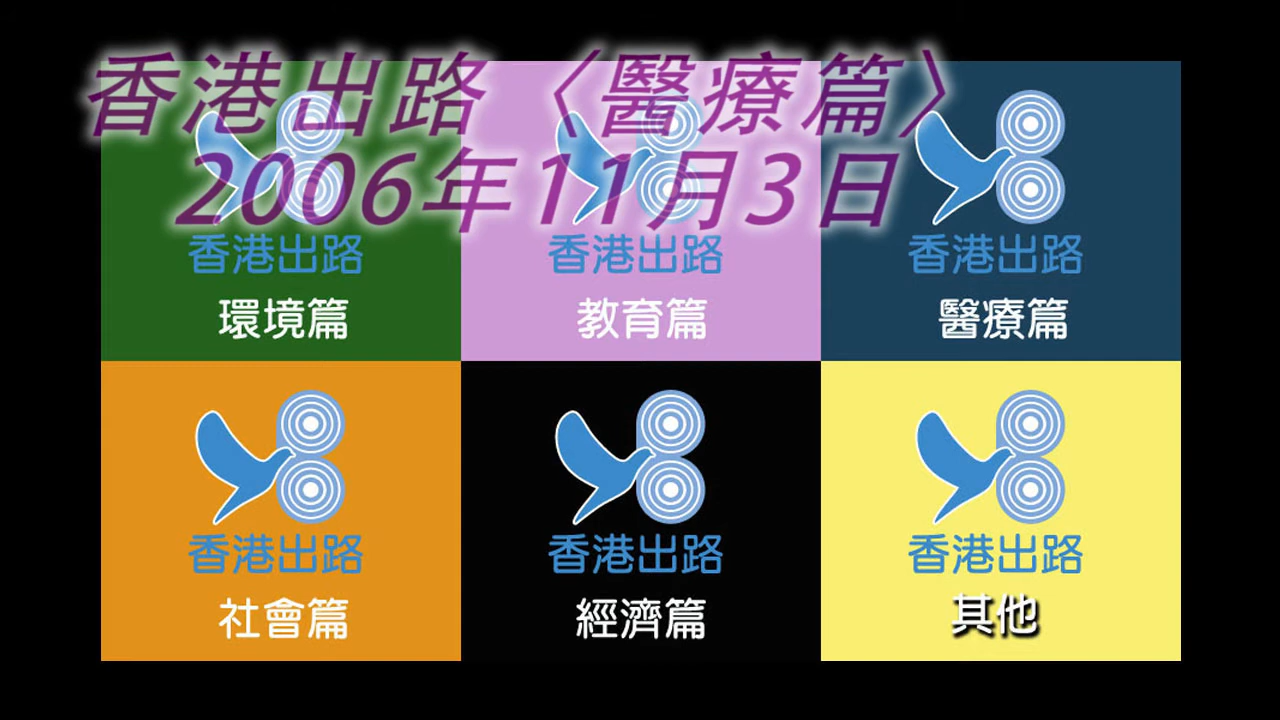 香港出路〈醫療篇〉
2006年11月3日
香港出路 香港出路 香港出路
環境篇 教育篇 醫療篇
香港出路 香港出路 香港出路
社會篇 經濟篇 其他